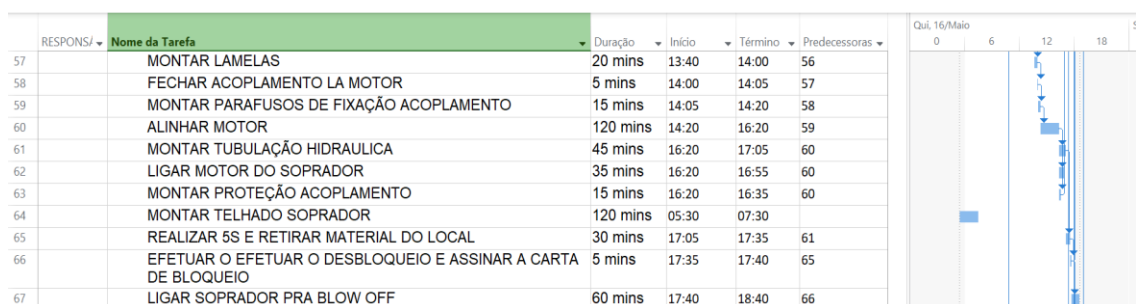 Qui, 16/Maio
RESPONSÁ Nome da Tarefa Duração Início Término Predecessoras 0 6 12 18
57 MONTAR LAMELAS 20 mins 13:40 14:00 56
58 FECHAR ACOPLAMENTO LA MOTOR 5 mins 14:00 14:05 57
59 MONTAR PARAFUSOS DE FIXAÇÃO ACOPLAMENTO 15 mins 14:05 14:20 58
60 ALINHAR MOTOR 120 mins 14:20 16:20 59
61 MONTAR TUBULAÇÃO HIDRAULICA 45 mins 16:20 17:05 60
62 LIGAR MOTOR DO SOPRADOR 35 mins 16:20 16:55 60
63 MONTAR PROTEÇÃO ACOPLAMENTO 15 mins 16:20 16:35 60
64 MONTAR TELHADO SOPRADOR 120 mins 05:30 07:30
65 REALIZAR 5S E RETIRAR MATERIAL DO LOCAL 30 mins 17:05 17:35 61
66 EFETUAR O EFETUAR O DESBLOQUEIO E ASSINAR A CARTA 5 mins 17:35 17:40 65
DE BLOQUEIO
67 LIGAR SOPRADOR PRA BLOW OFF 60 mins 17:40 18:40 66